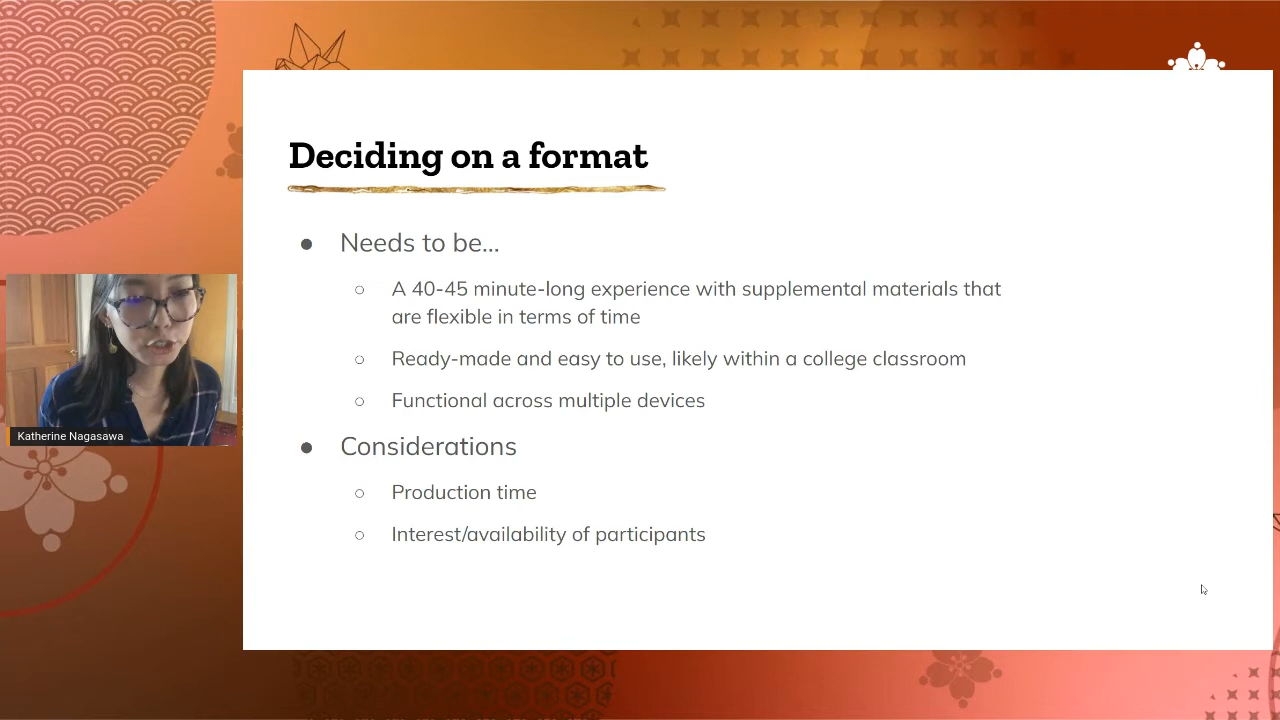 Deciding on a format
● Needs to be...
○ A 40-45 minute-long experience with supplemental materials that
are flexible in terms of time
○ Ready-made and easy to use, likely within a college classroom
○ Functional across multiple devices
● Considerations
○ Production time
○ Interest/availability of participants
Katherine Nagasawa